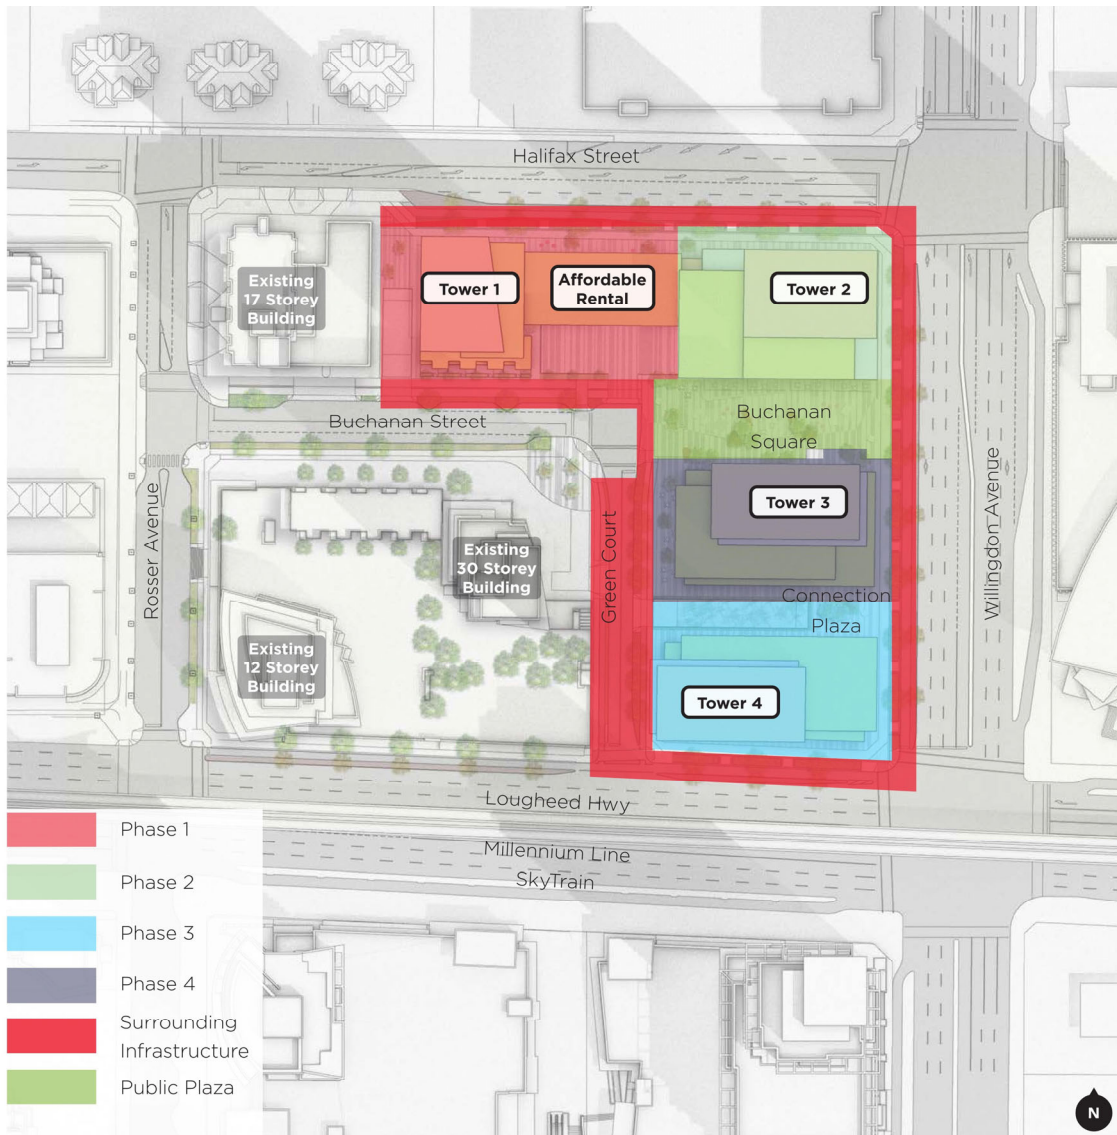 Halifax Street
Existing
17 Storey
Building
Tower 1
Affordable
Rental
Tower 2
Buchanan Street
Buchanan
Square
Rosser Avenue
Existing
30 Storey
Building
Green Court
Tower 3
Willingdon Avenue
Connection
Plaza
Existing
12 Storey
Building
Tower 4
Lougheed Hwy
Millennium Line
SkyTrain
Phase 1
Phase 2
Phase 3
Phase 4
Surrounding
Infrastructure
Public Plaza
N